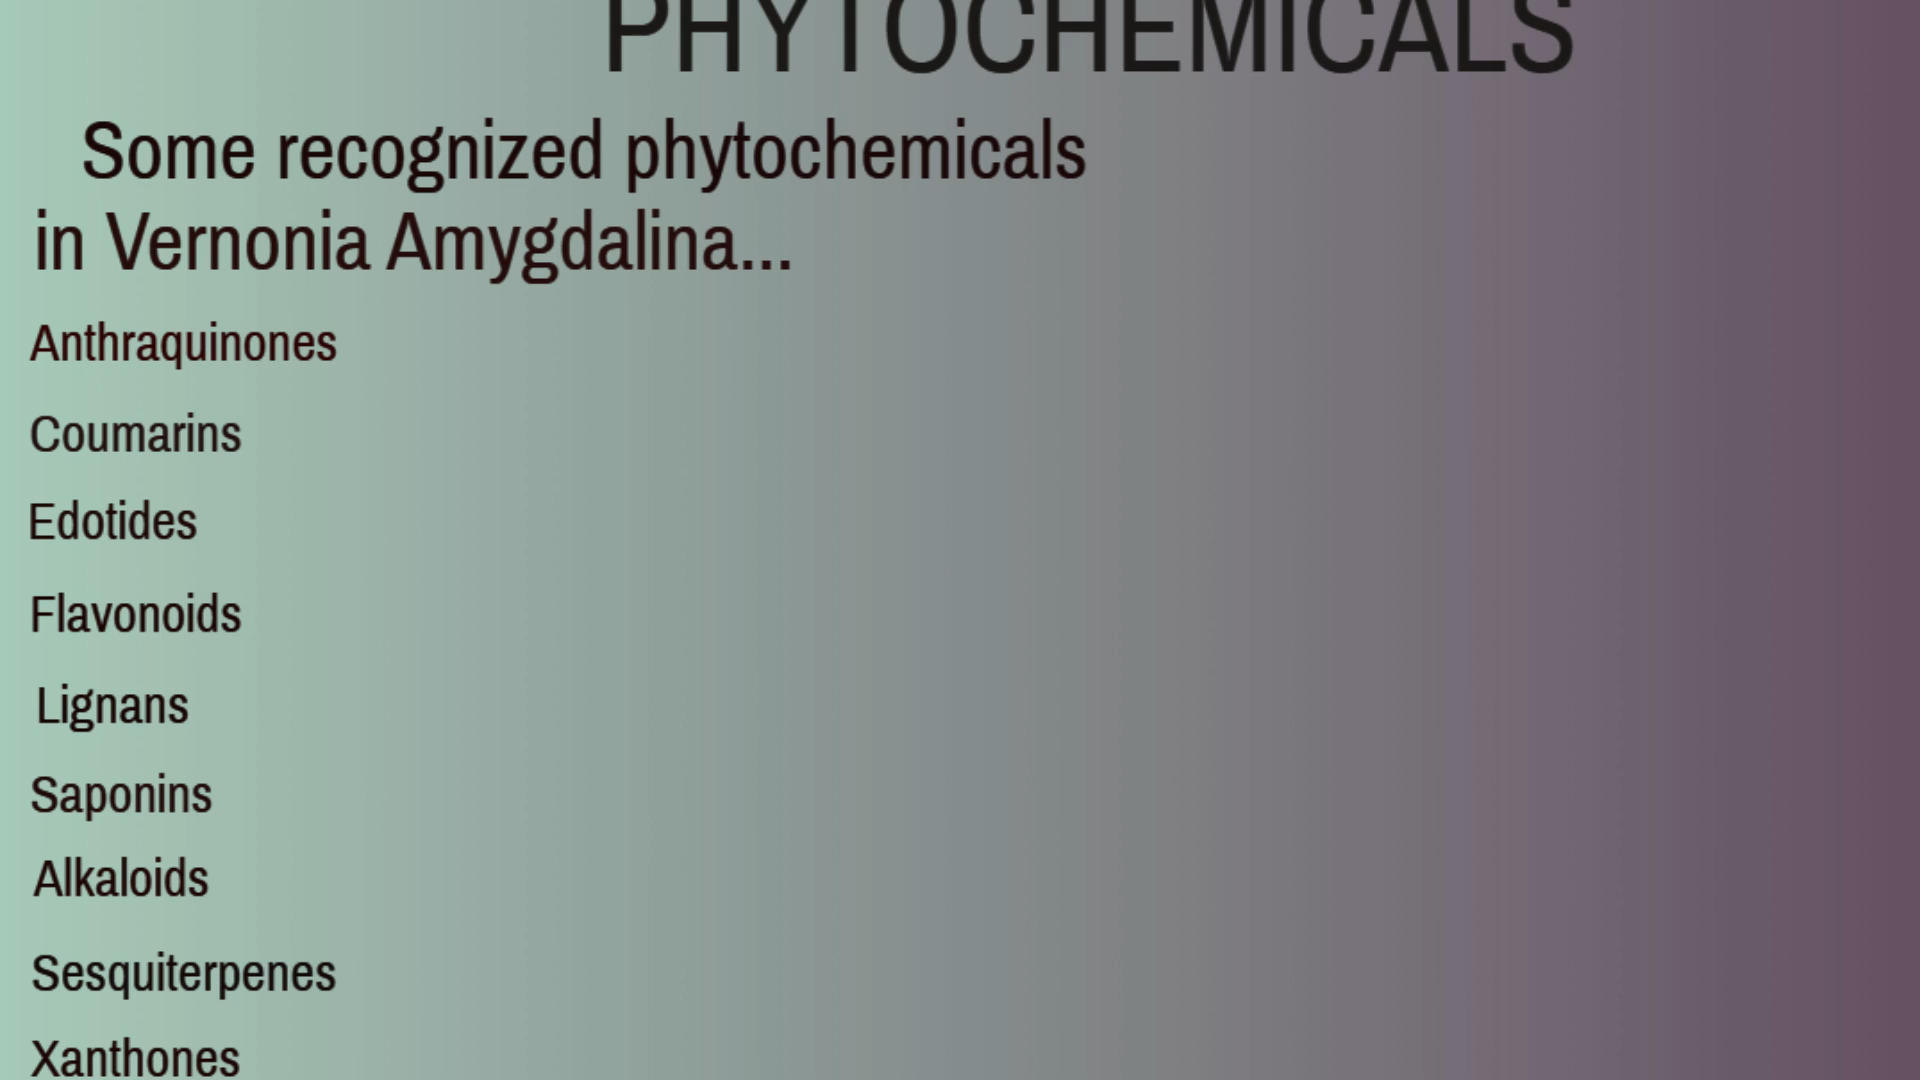 PHYTOCHEMICALS
Some recognized phytochemicals
in Vernonia Amygdalina...
Anthraquinones
Coumarins
Edotides
Flavonoids
Lignans
Saponins
Alkaloids
Sesquiterpenes
Xanthones